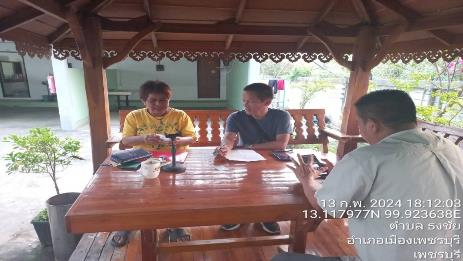 13 ก.พ. 2024 18:12:03
13.117977N 99.923638E
ตำบล ธงชัย
อำเภอเมืองเพชรบุรี
เพชรบุรี